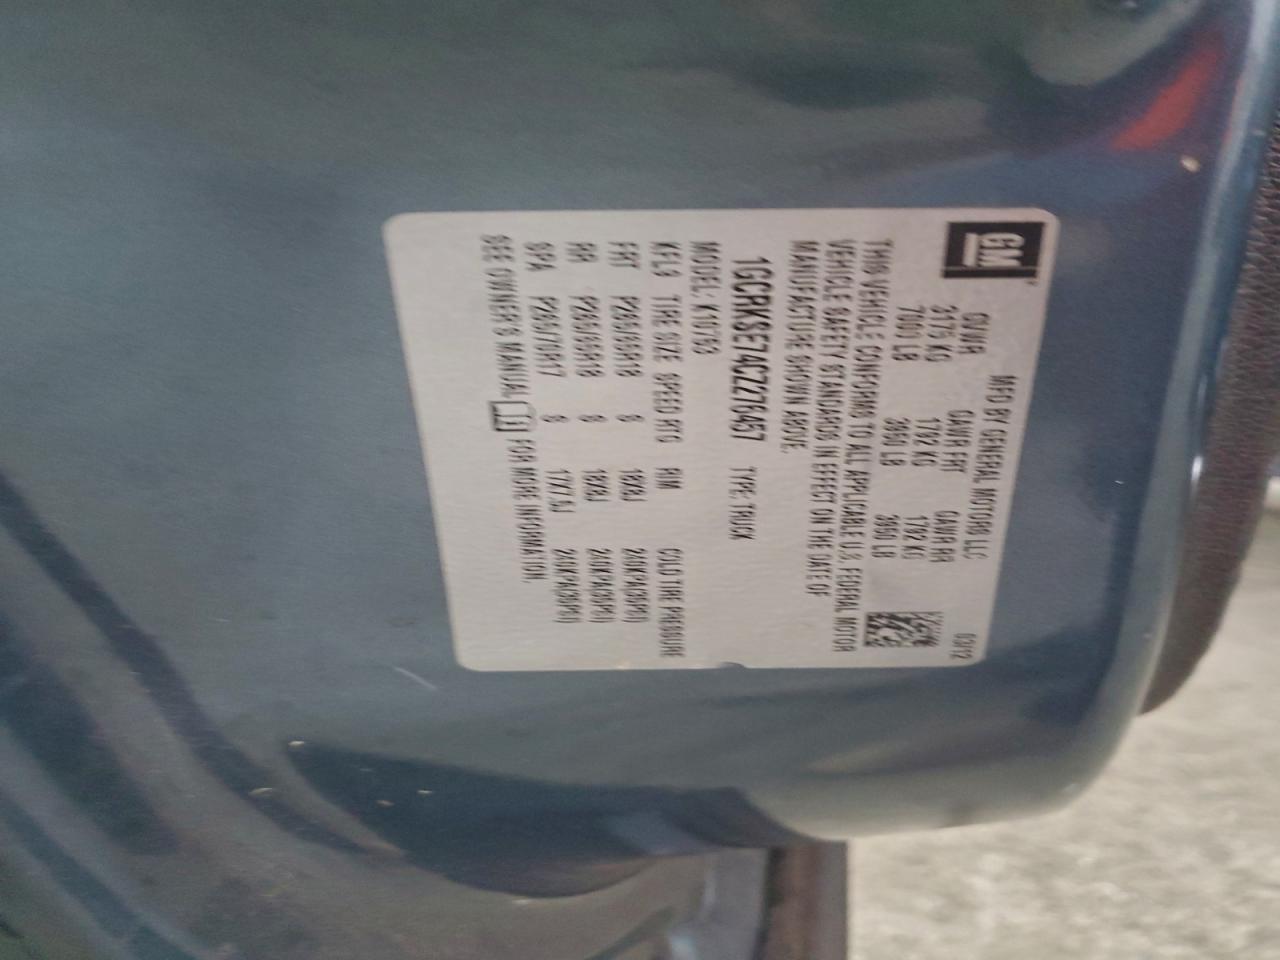 GM
MFD BY GENERAL MOTORS LLC 03/12
GVWR GAWR FRT GAWR RR
3175 KG 1792 KG 1792 KG
7001 LB 3950 LB 3950 LB
THIS VEHICLE CONFORMS TO ALL APPLICABLE U.S. FEDERAL MOTOR
VEHICLE SAFETY STANDARDS IN EFFECT ON THE DATE OF
MANUFACTURE SHOWN ABOVE.
1GCRKSE74CZ276457 TYPE: TRUCK
MODEL: K10753
XFL9 TIRE SIZE SPEED RTG RIM COLD TIRE PRESSURE
FRT P265/65R18 S 18X8J 240KPA(35PSI)
RR P265/65R18 S 18X8J 240KPA(35PSI)
SPA P265/70R17 S 17X7.5J 240KPA(35PSI)
SEE OWNER'S MANUAL FOR MORE INFORMATION.